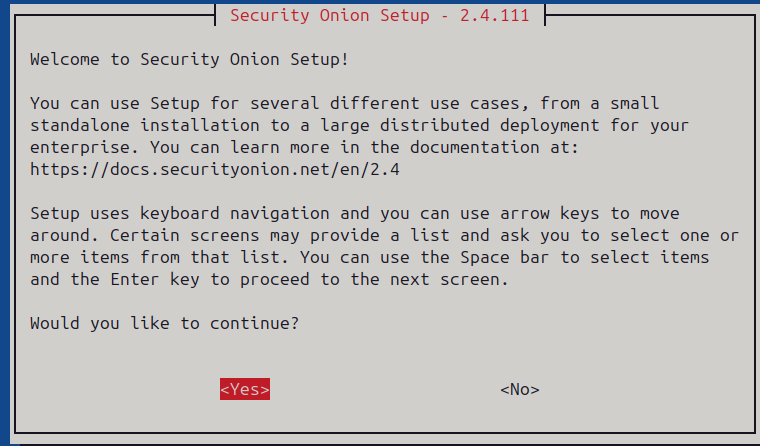 Security Onion Setup - 2.4.111
Welcome to Security Onion Setup!
You can use Setup for several different use cases, from a small
standalone installation to a large distributed deployment for your
enterprise. You can learn more in the documentation at:
https://docs.securityonion.net/en/2.4
Setup uses keyboard navigation and you can use arrow keys to move
around. Certain screens may provide a list and ask you to select one or
more items from that list. You can use the Space bar to select items
and the Enter key to proceed to the next screen.
Would you like to continue?
<Yes> <No>